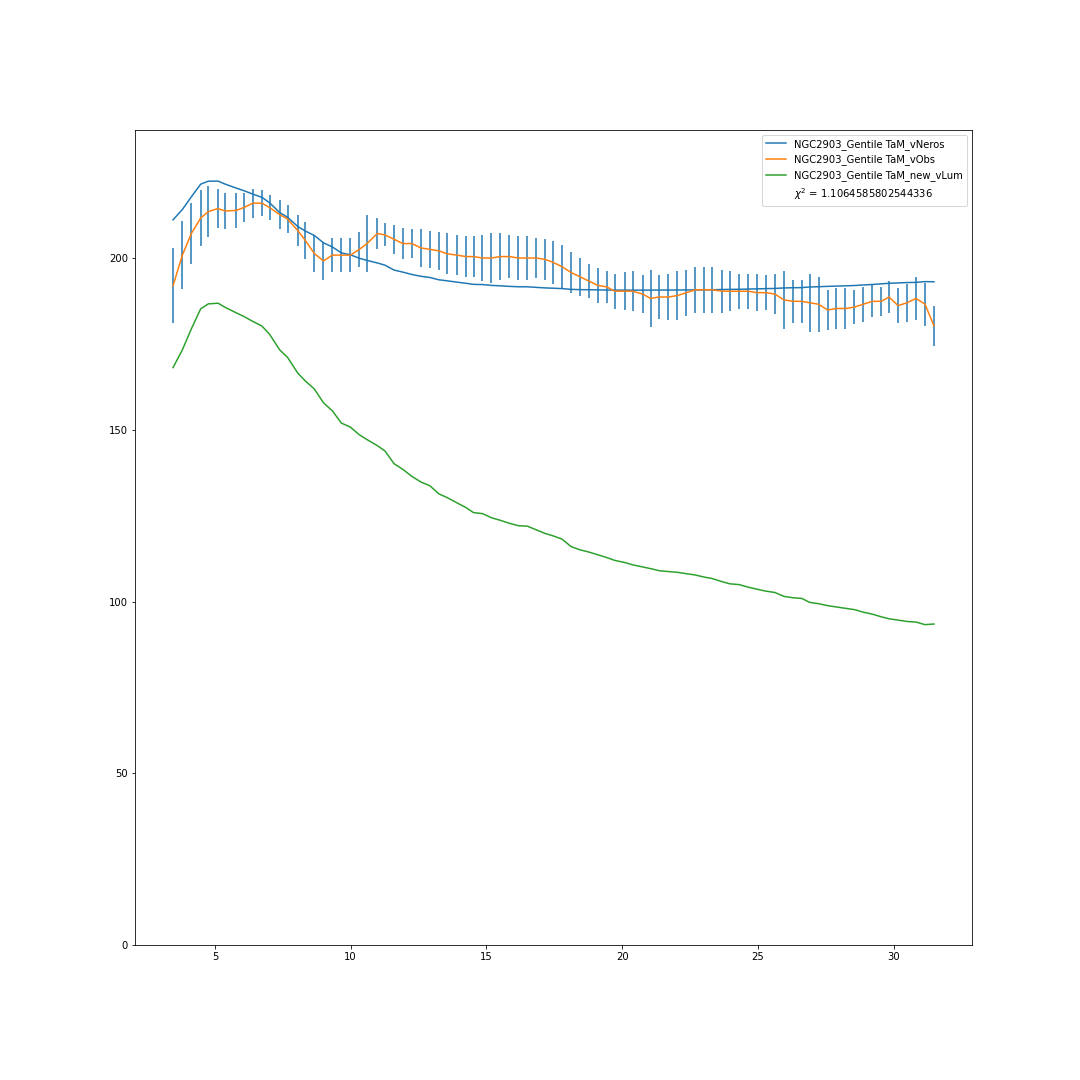 NGC2903_Gentile TaM_vNeros
NGC2903_Gentile TaM_vObs
NGC2903_Gentile TaM_new_vLum
χ² = 1.1064585802544336
200
150
100
50
0
5 10 15 20 25 30